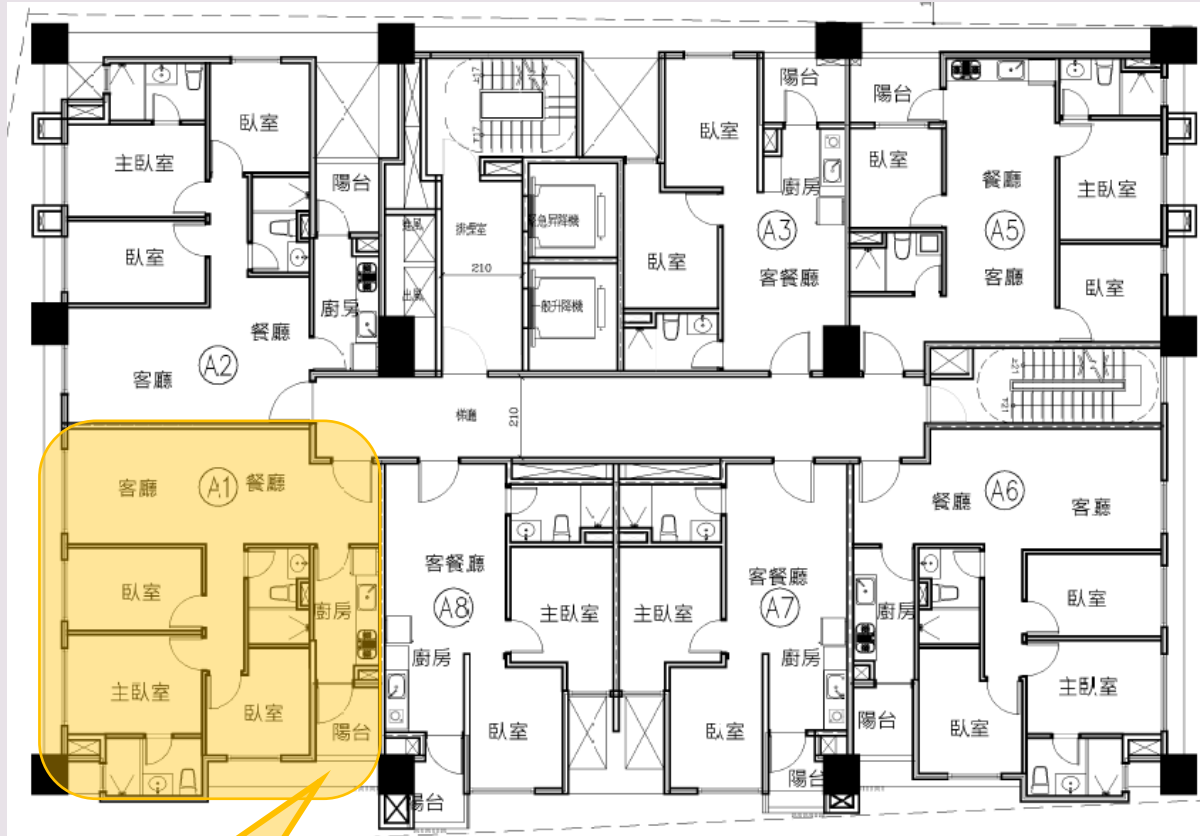 陽台
陽台
臥室
臥室
臥室
主臥室
陽台
廚房
餐廳
主臥室
A3
A5
排煙室
緊急昇降機
臥室
臥室
客餐廳
客廳
臥室
210
出風
一般升降機
廚房
餐廳
A2
客廳
梯廳
210
客廳
A1
餐廳
餐廳
A6
客廳
客餐廳
客餐廳
臥室
A8
主臥室
主臥室
A7
廚房
廚房
臥室
廚房
廚房
主臥室
主臥室
臥室
陽台
臥室
臥室
陽台
臥室
陽台
陽台